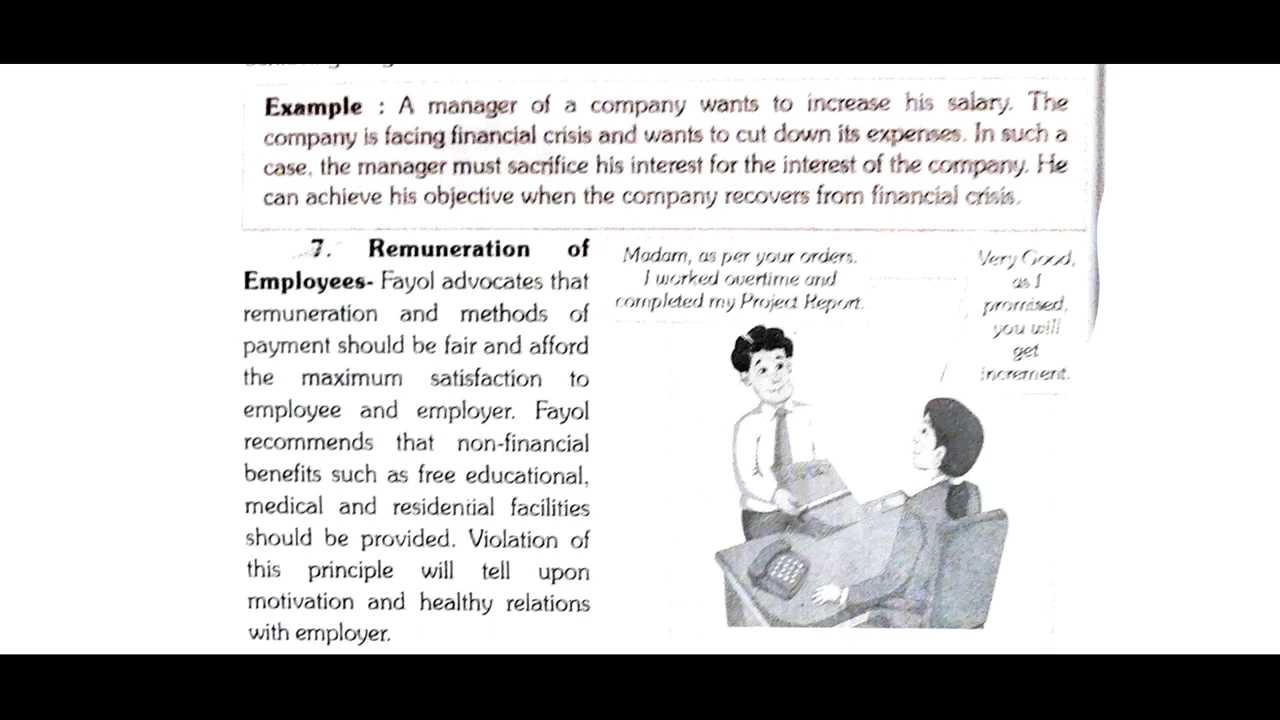 Example : A manager of a company wants to increase his salary. The
company is facing financial crisis and wants to cut down its expenses. In such a
case, the manager must sacrifice his interest for the interest of the company. He
can achieve his objective when the company recovers from financial crisis.
7. Remuneration of
Employees- Fayol advocates that
remuneration and methods of
payment should be fair and afford
the maximum satisfaction to
employee and employer. Fayol
recommends that non-financial
benefits such as free educational,
medical and residential facilities
should be provided. Violation of
this principle will tell upon
motivation and healthy relations
with employer.
Madam, as per your orders.
I worked overtime and
completed my Project Report.
Very Good,
as I
promised,
you will
get
increment.